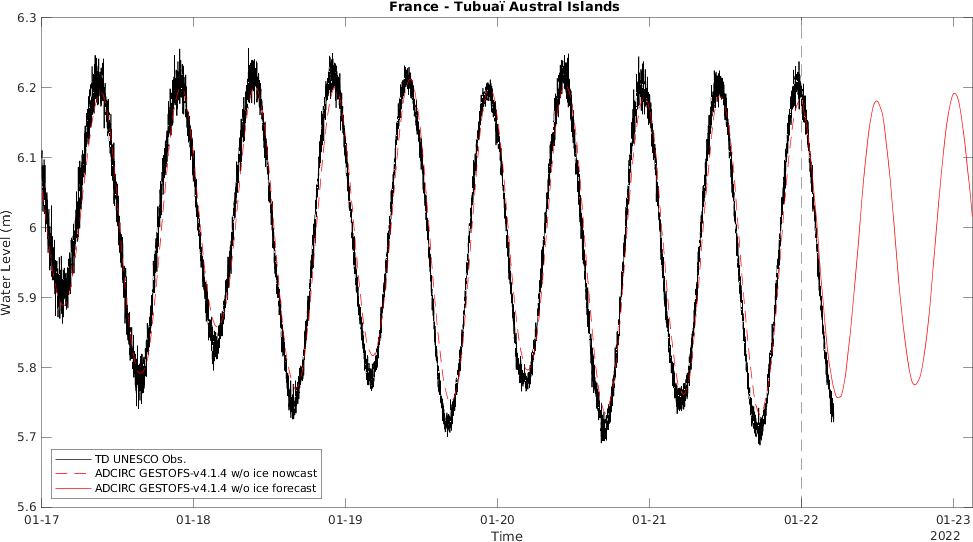 France - Tubuaï Austral Islands
6.3
6.2
6.1
6
5.9
5.8
5.7
5.6
Water Level (m)
TD UNESCO Obs.
ADCIRC GESTOFS-v4.1.4 w/o ice nowcast
ADCIRC GESTOFS-v4.1.4 w/o ice forecast
01-17 01-18 01-19 01-20 01-21 01-22 01-23
Time
2022